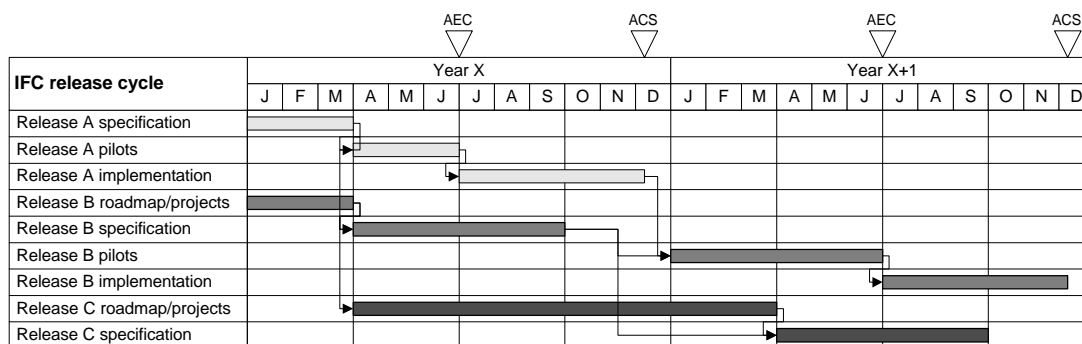 AEC ACS AEC ACS
IFC release cycle Year X Year X+1
J F M A M J J A S O N D J F M A M J J A S O N D
Release A specification
Release A pilots
Release A implementation
Release B roadmap/projects
Release B specification
Release B pilots
Release B implementation
Release C roadmap/projects
Release C specification